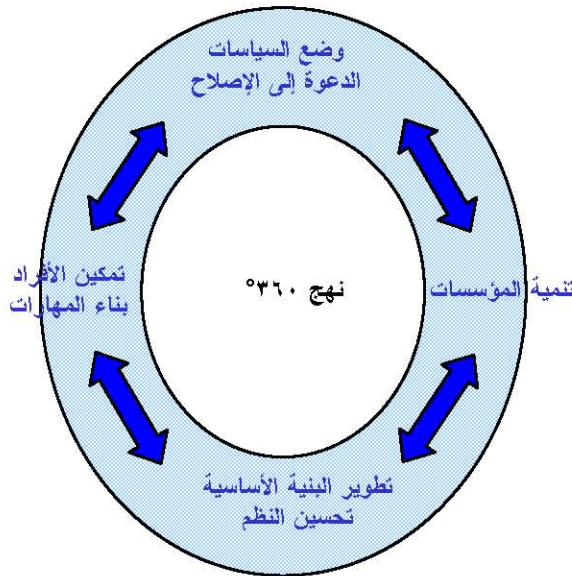 وضع السياسات
الدعوة إلى الإصلاح
تنمية المؤسسات
نهج ٣٦٠°
تمكين الأفراد
بناء المهارات
تطوير البنية الأساسية
تحسين النظم